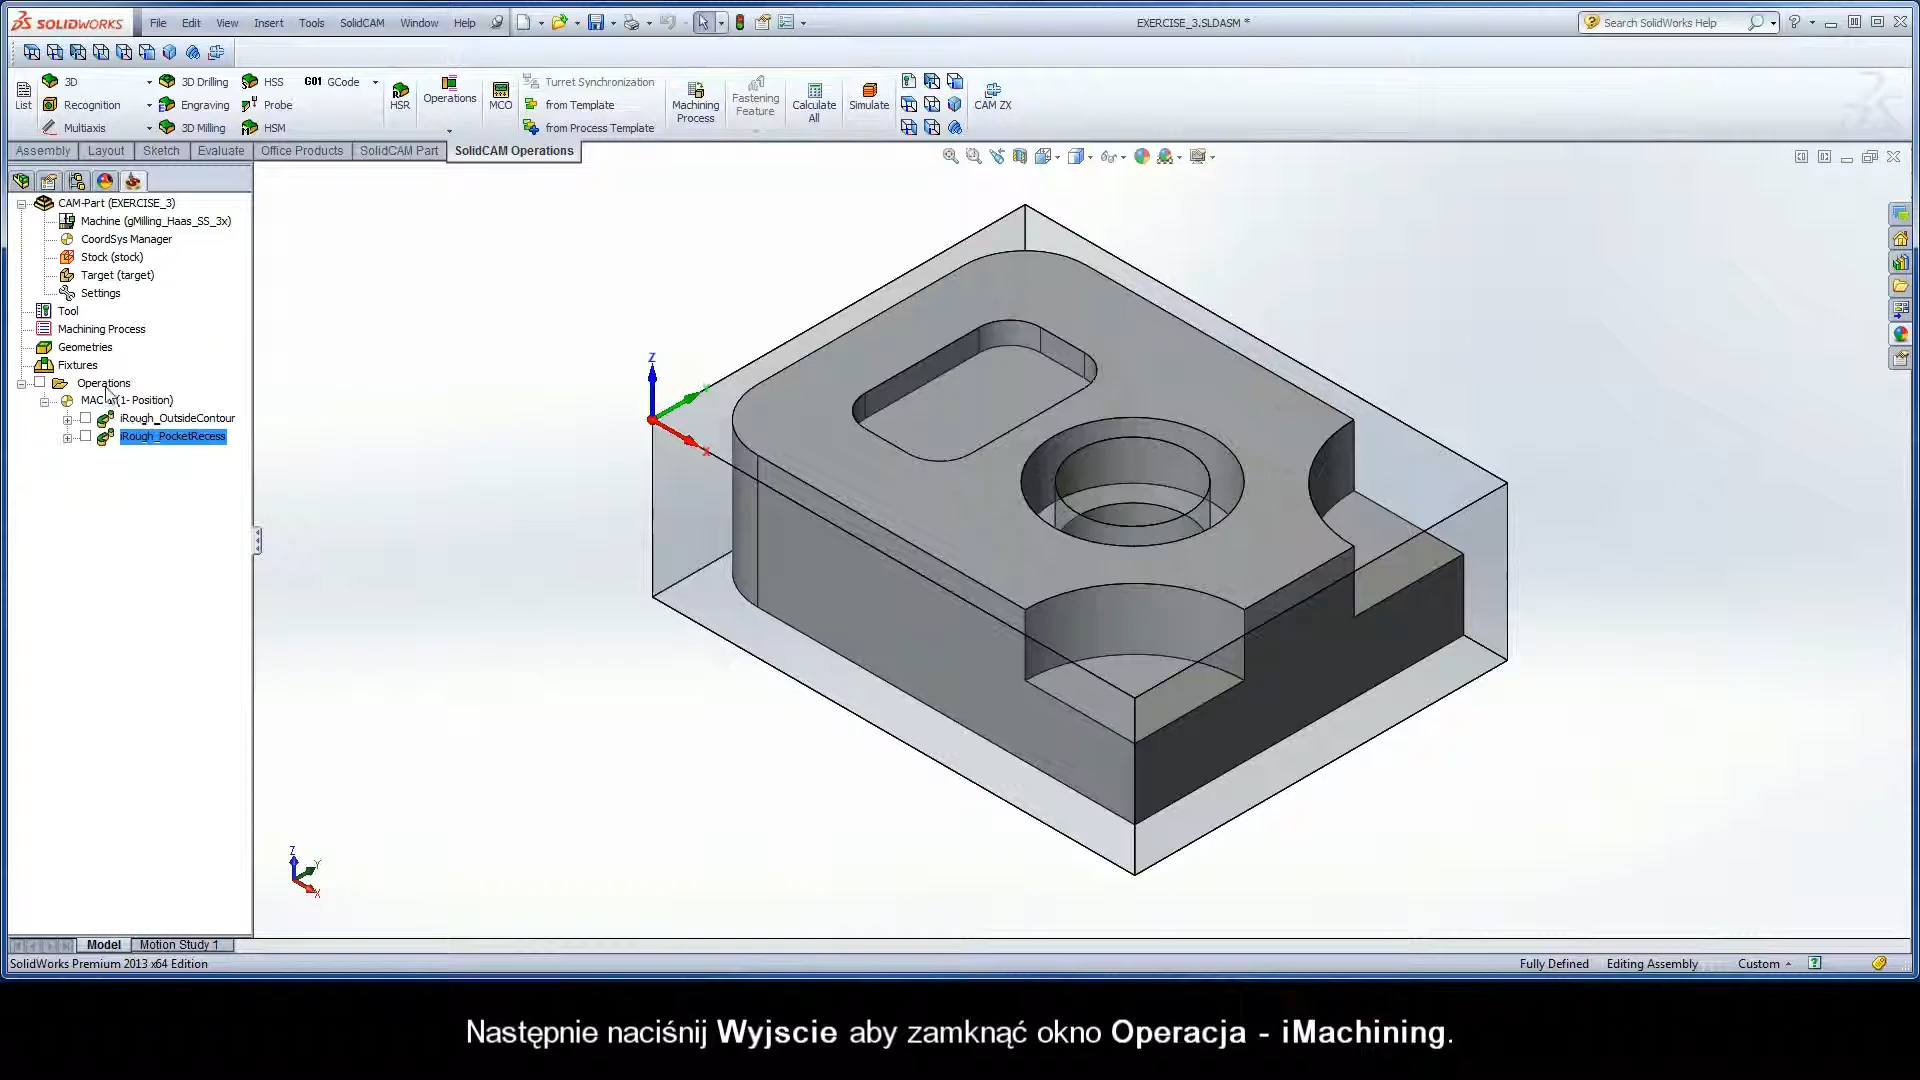 SOLIDWORKS File Edit View Insert Tools SolidCAM Window Help EXERCISE_3.SLDASM * Search SolidWorks Help
3D 3D Drilling HSS G01 GCode Turret Synchronization
List Recognition Engraving Probe HSR Operations MCO from Template Machining Process Fastening Feature Calculate All Simulate CAM ZX
Multiaxis 3D Milling HSM from Process Template
Assembly Layout Sketch Evaluate Office Products SolidCAM Part SolidCAM Operations
CAM-Part (EXERCISE_3)
Machine (gMilling_Haas_SS_3x)
CoordSys Manager
Stock (stock)
Target (target)
Settings
Tool
Machining Process
Geometries
Fixtures
Operations
MAC (1- Position)
iRough_OutsideContour
iRough_PocketRecess
Z
X
Z
Y
X
Model Motion Study 1
SolidWorks Premium 2013 x64 Edition Fully Defined Editing Assembly Custom
Następnie naciśnij Wyjscie aby zamknąć okno Operacja - iMachining.